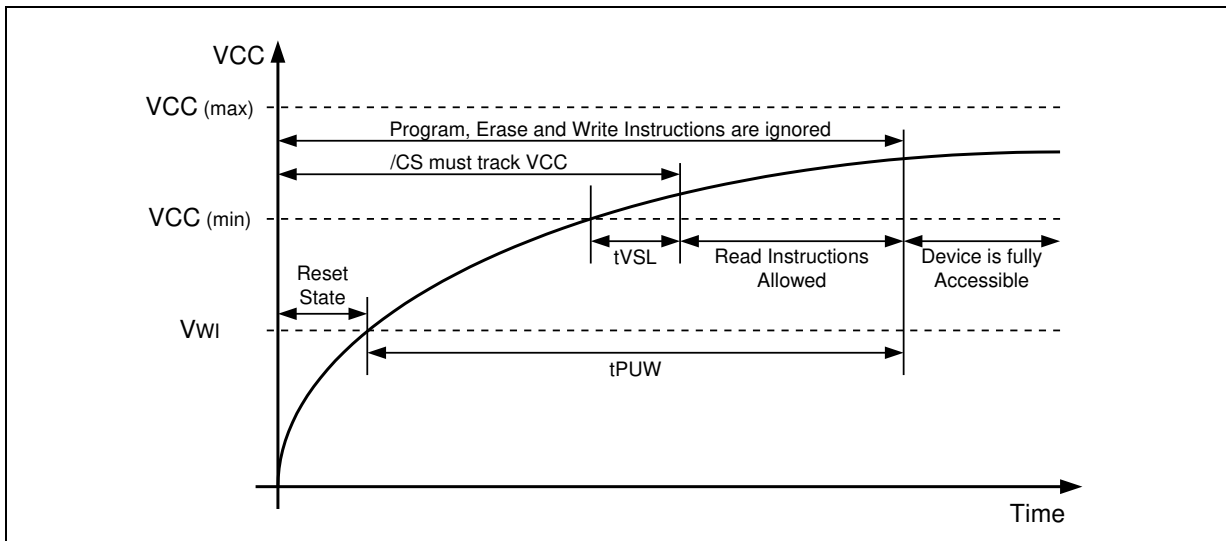 VCC
VCC (max)
Program, Erase and Write Instructions are ignored
/CS must track VCC
VCC (min)
tVSL
Read Instructions
Allowed
Device is fully
Accessible
Reset
State
VWI
tPUW
Time